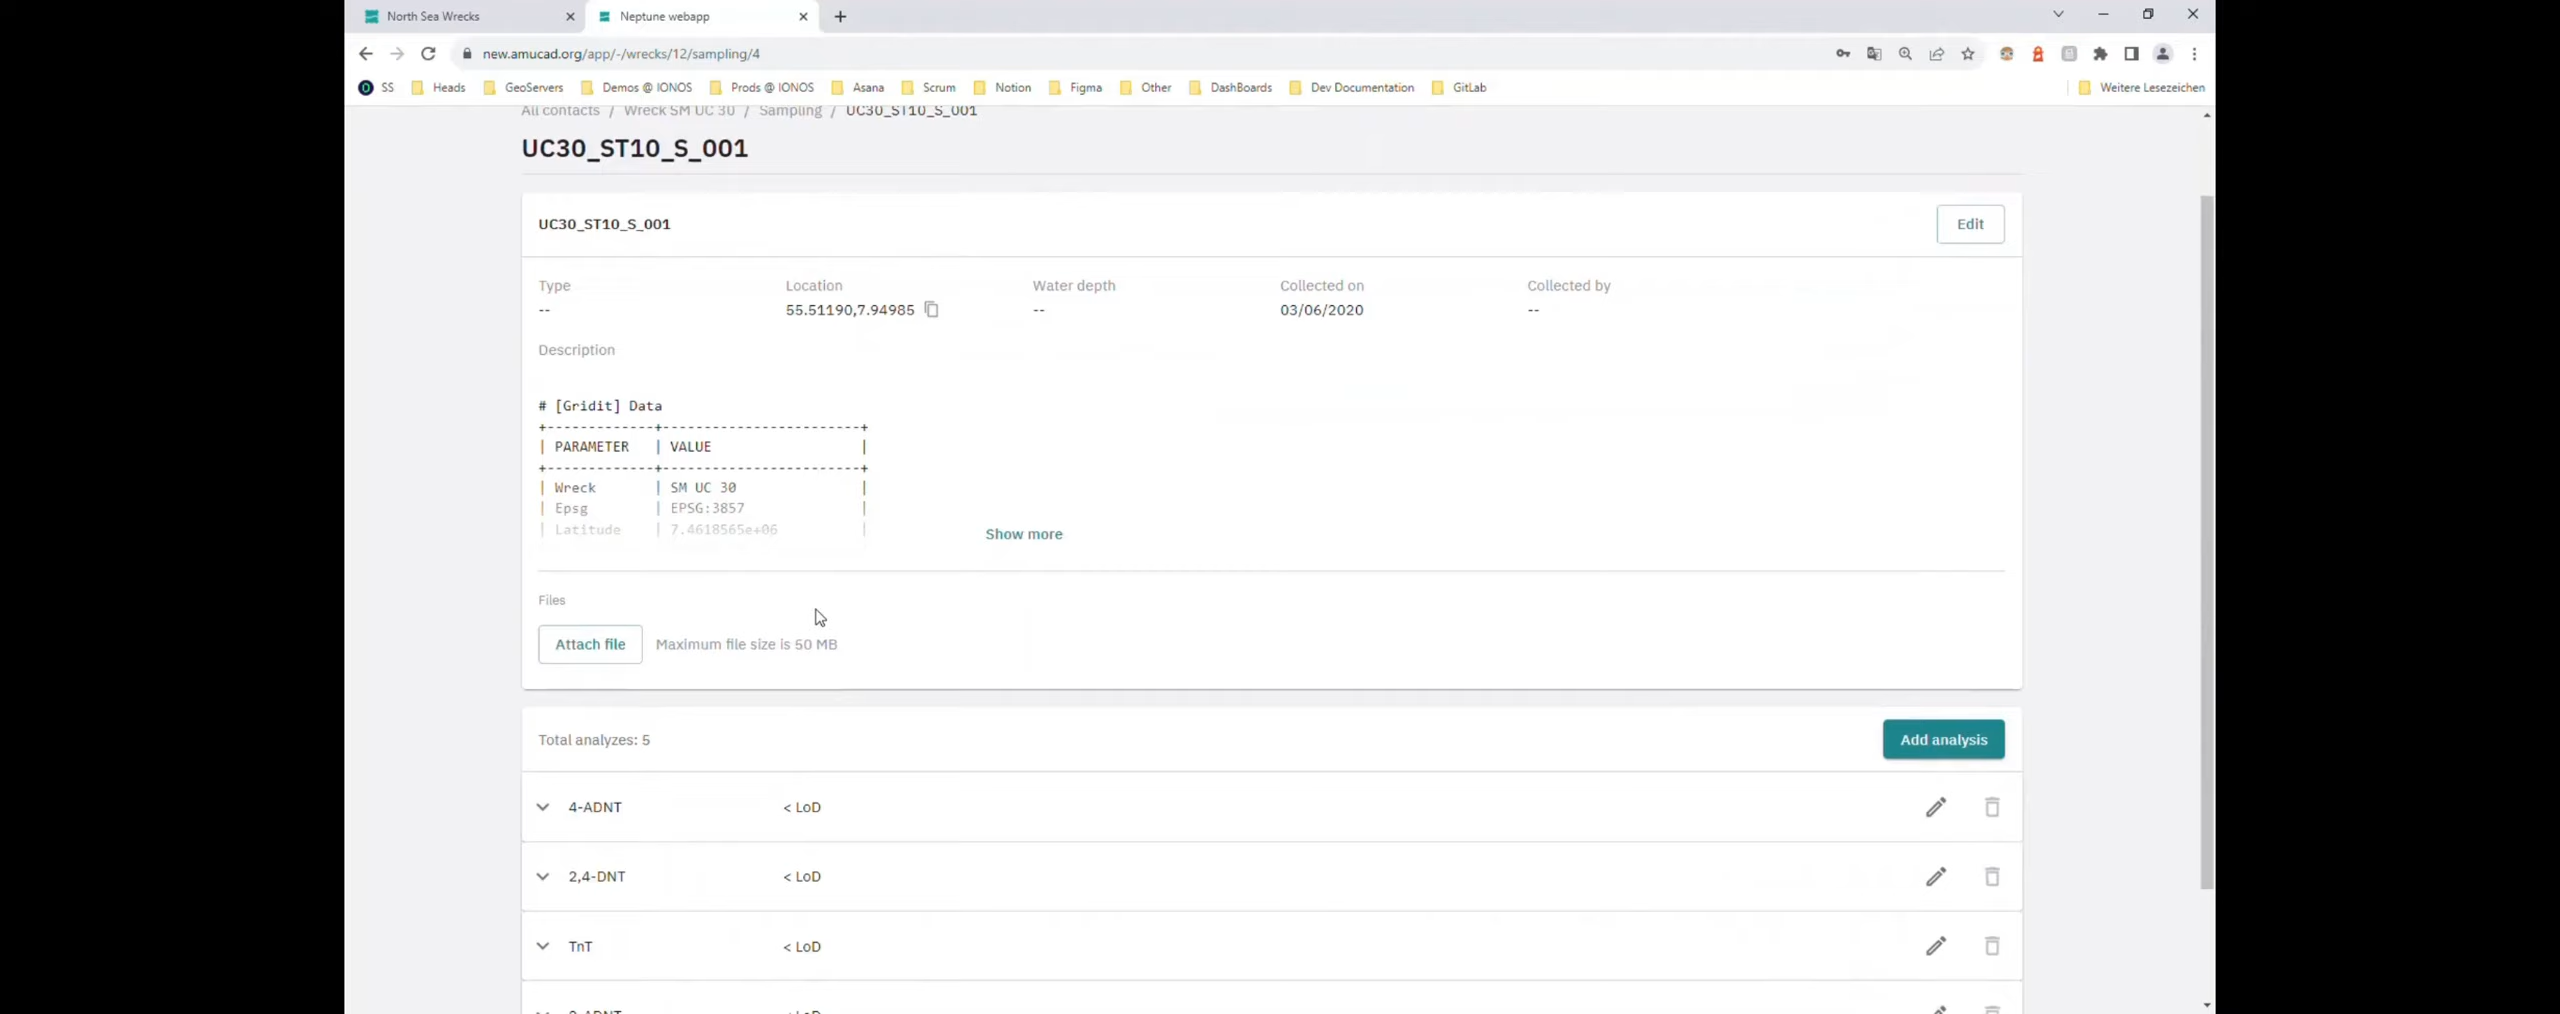 North Sea Wrecks
Neptune webapp
new.amucad.org/app/-/wrecks/12/sampling/4
SS Heads GeoServers Demos @ IONOS Prods @ IONOS Asana Scrum Notion Figma Other DashBoards Dev Documentation GitLab Weitere Lesezeichen
All contacts / Wreck SM UC 30 / Sampling / UC30_ST10_S_001
UC30_ST10_S_001
UC30_ST10_S_001 Edit
Type Location Water depth Collected on Collected by
-- 55.51190,7.94985 -- 03/06/2020 --
Description
# [Gridit] Data
+-------------+------------------------+
| PARAMETER | VALUE |
+-------------+------------------------+
| Wreck | SM UC 30 |
| Epsg | EPSG:3857 |
| Latitude | 7.4618565e+06 |
Show more
Files
Attach file Maximum file size is 50 MB
Total analyzes: 5 Add analysis
4-ADNT < LoD
2,4-DNT < LoD
TnT < LoD